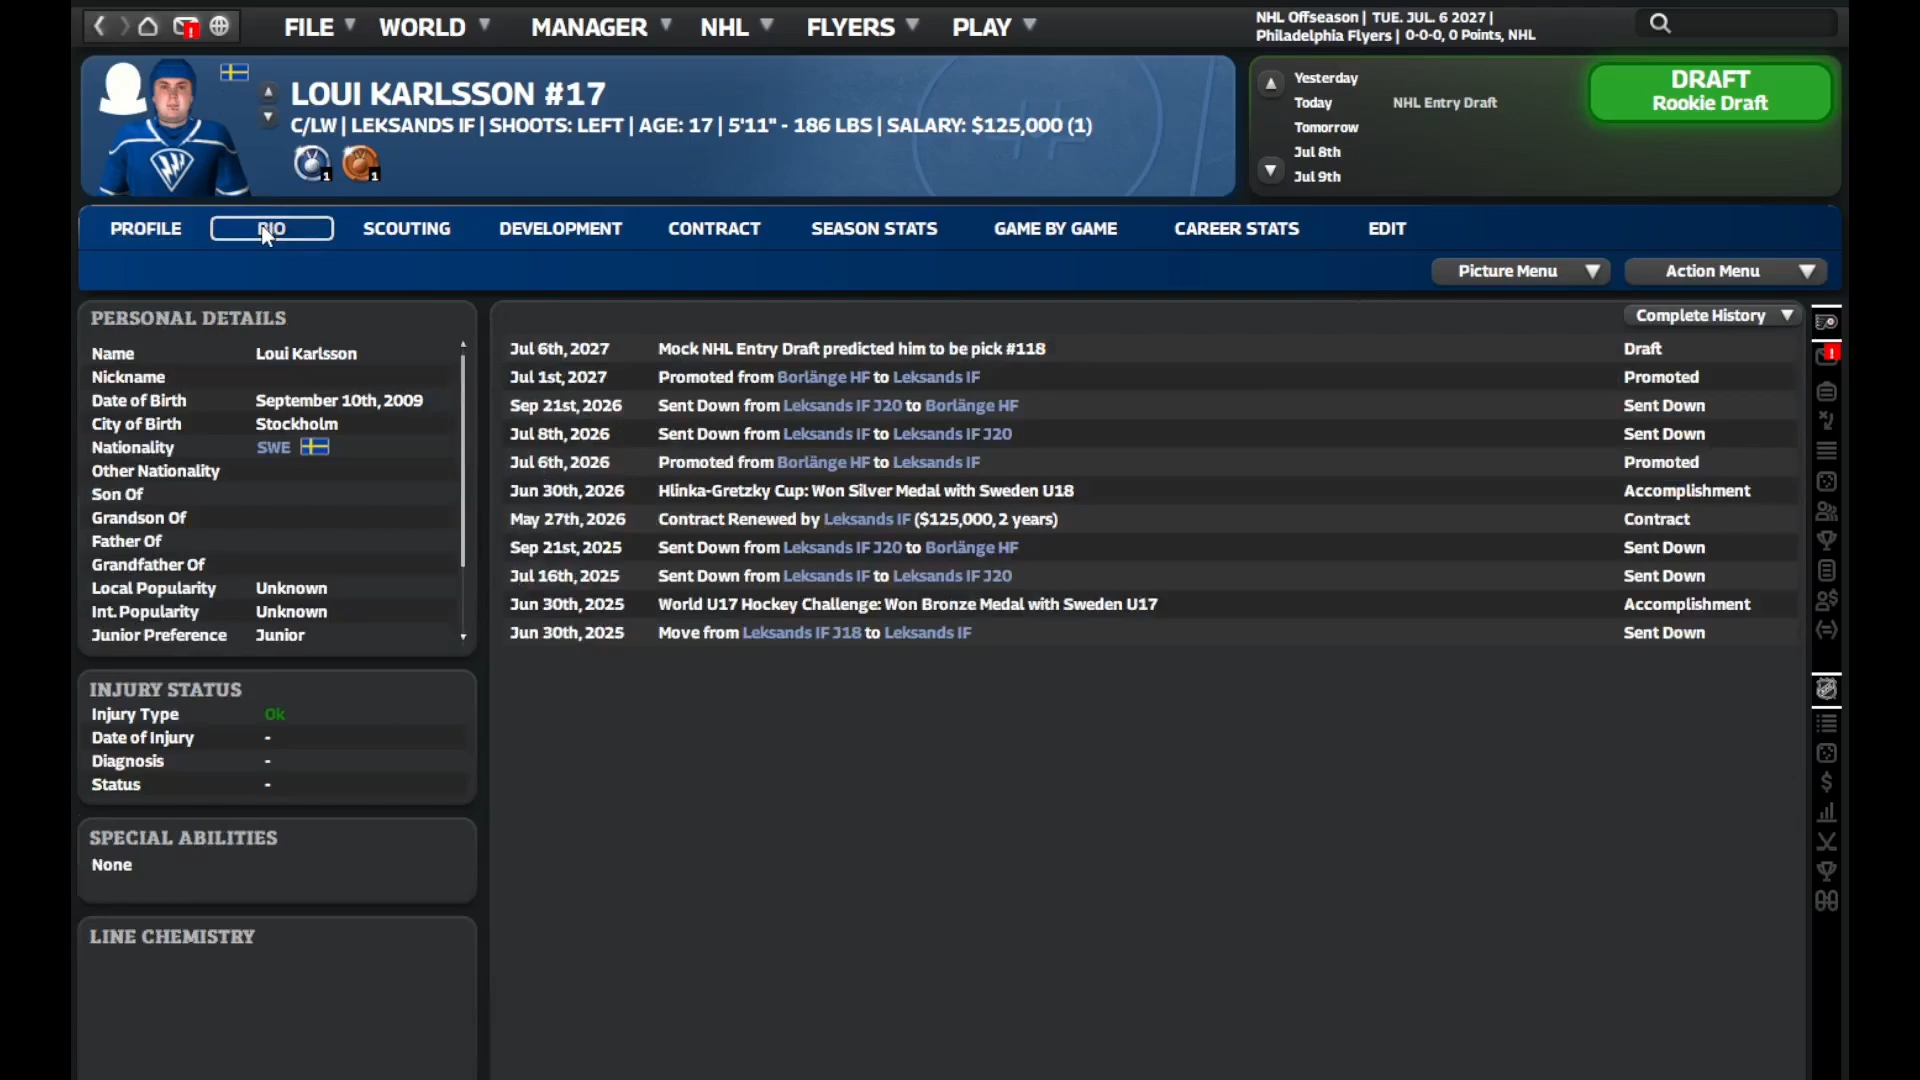 FILE WORLD MANAGER NHL FLYERS PLAY
NHL Offseason | TUE. JUL. 6 2027 |
Philadelphia Flyers | 0-0-0, 0 Points, NHL
LOUI KARLSSON #17
C/LW | LEKSANDS IF | SHOOTS: LEFT | AGE: 17 | 5'11" - 186 LBS | SALARY: $125,000 (1)
1 1
Yesterday
Today NHL Entry Draft
Tomorrow
Jul 8th
Jul 9th
DRAFT
Rookie Draft
PROFILE BIO SCOUTING DEVELOPMENT CONTRACT SEASON STATS GAME BY GAME CAREER STATS EDIT
Picture Menu Action Menu
PERSONAL DETAILS
Name Loui Karlsson
Nickname
Date of Birth September 10th, 2009
City of Birth Stockholm
Nationality SWE
Other Nationality
Son Of
Grandson Of
Father Of
Grandfather Of
Local Popularity Unknown
Int. Popularity Unknown
Junior Preference Junior
INJURY STATUS
Injury Type Ok
Date of Injury -
Diagnosis -
Status -
SPECIAL ABILITIES
None
LINE CHEMISTRY
Complete History
Jul 6th, 2027 Mock NHL Entry Draft predicted him to be pick #118 Draft
Jul 1st, 2027 Promoted from Borlänge HF to Leksands IF Promoted
Sep 21st, 2026 Sent Down from Leksands IF J20 to Borlänge HF Sent Down
Jul 8th, 2026 Sent Down from Leksands IF to Leksands IF J20 Sent Down
Jul 6th, 2026 Promoted from Borlänge HF to Leksands IF Promoted
Jun 30th, 2026 Hlinka-Gretzky Cup: Won Silver Medal with Sweden U18 Accomplishment
May 27th, 2026 Contract Renewed by Leksands IF ($125,000, 2 years) Contract
Sep 21st, 2025 Sent Down from Leksands IF J20 to Borlänge HF Sent Down
Jul 16th, 2025 Sent Down from Leksands IF to Leksands IF J20 Sent Down
Jun 30th, 2025 World U17 Hockey Challenge: Won Bronze Medal with Sweden U17 Accomplishment
Jun 30th, 2025 Move from Leksands IF J18 to Leksands IF Sent Down